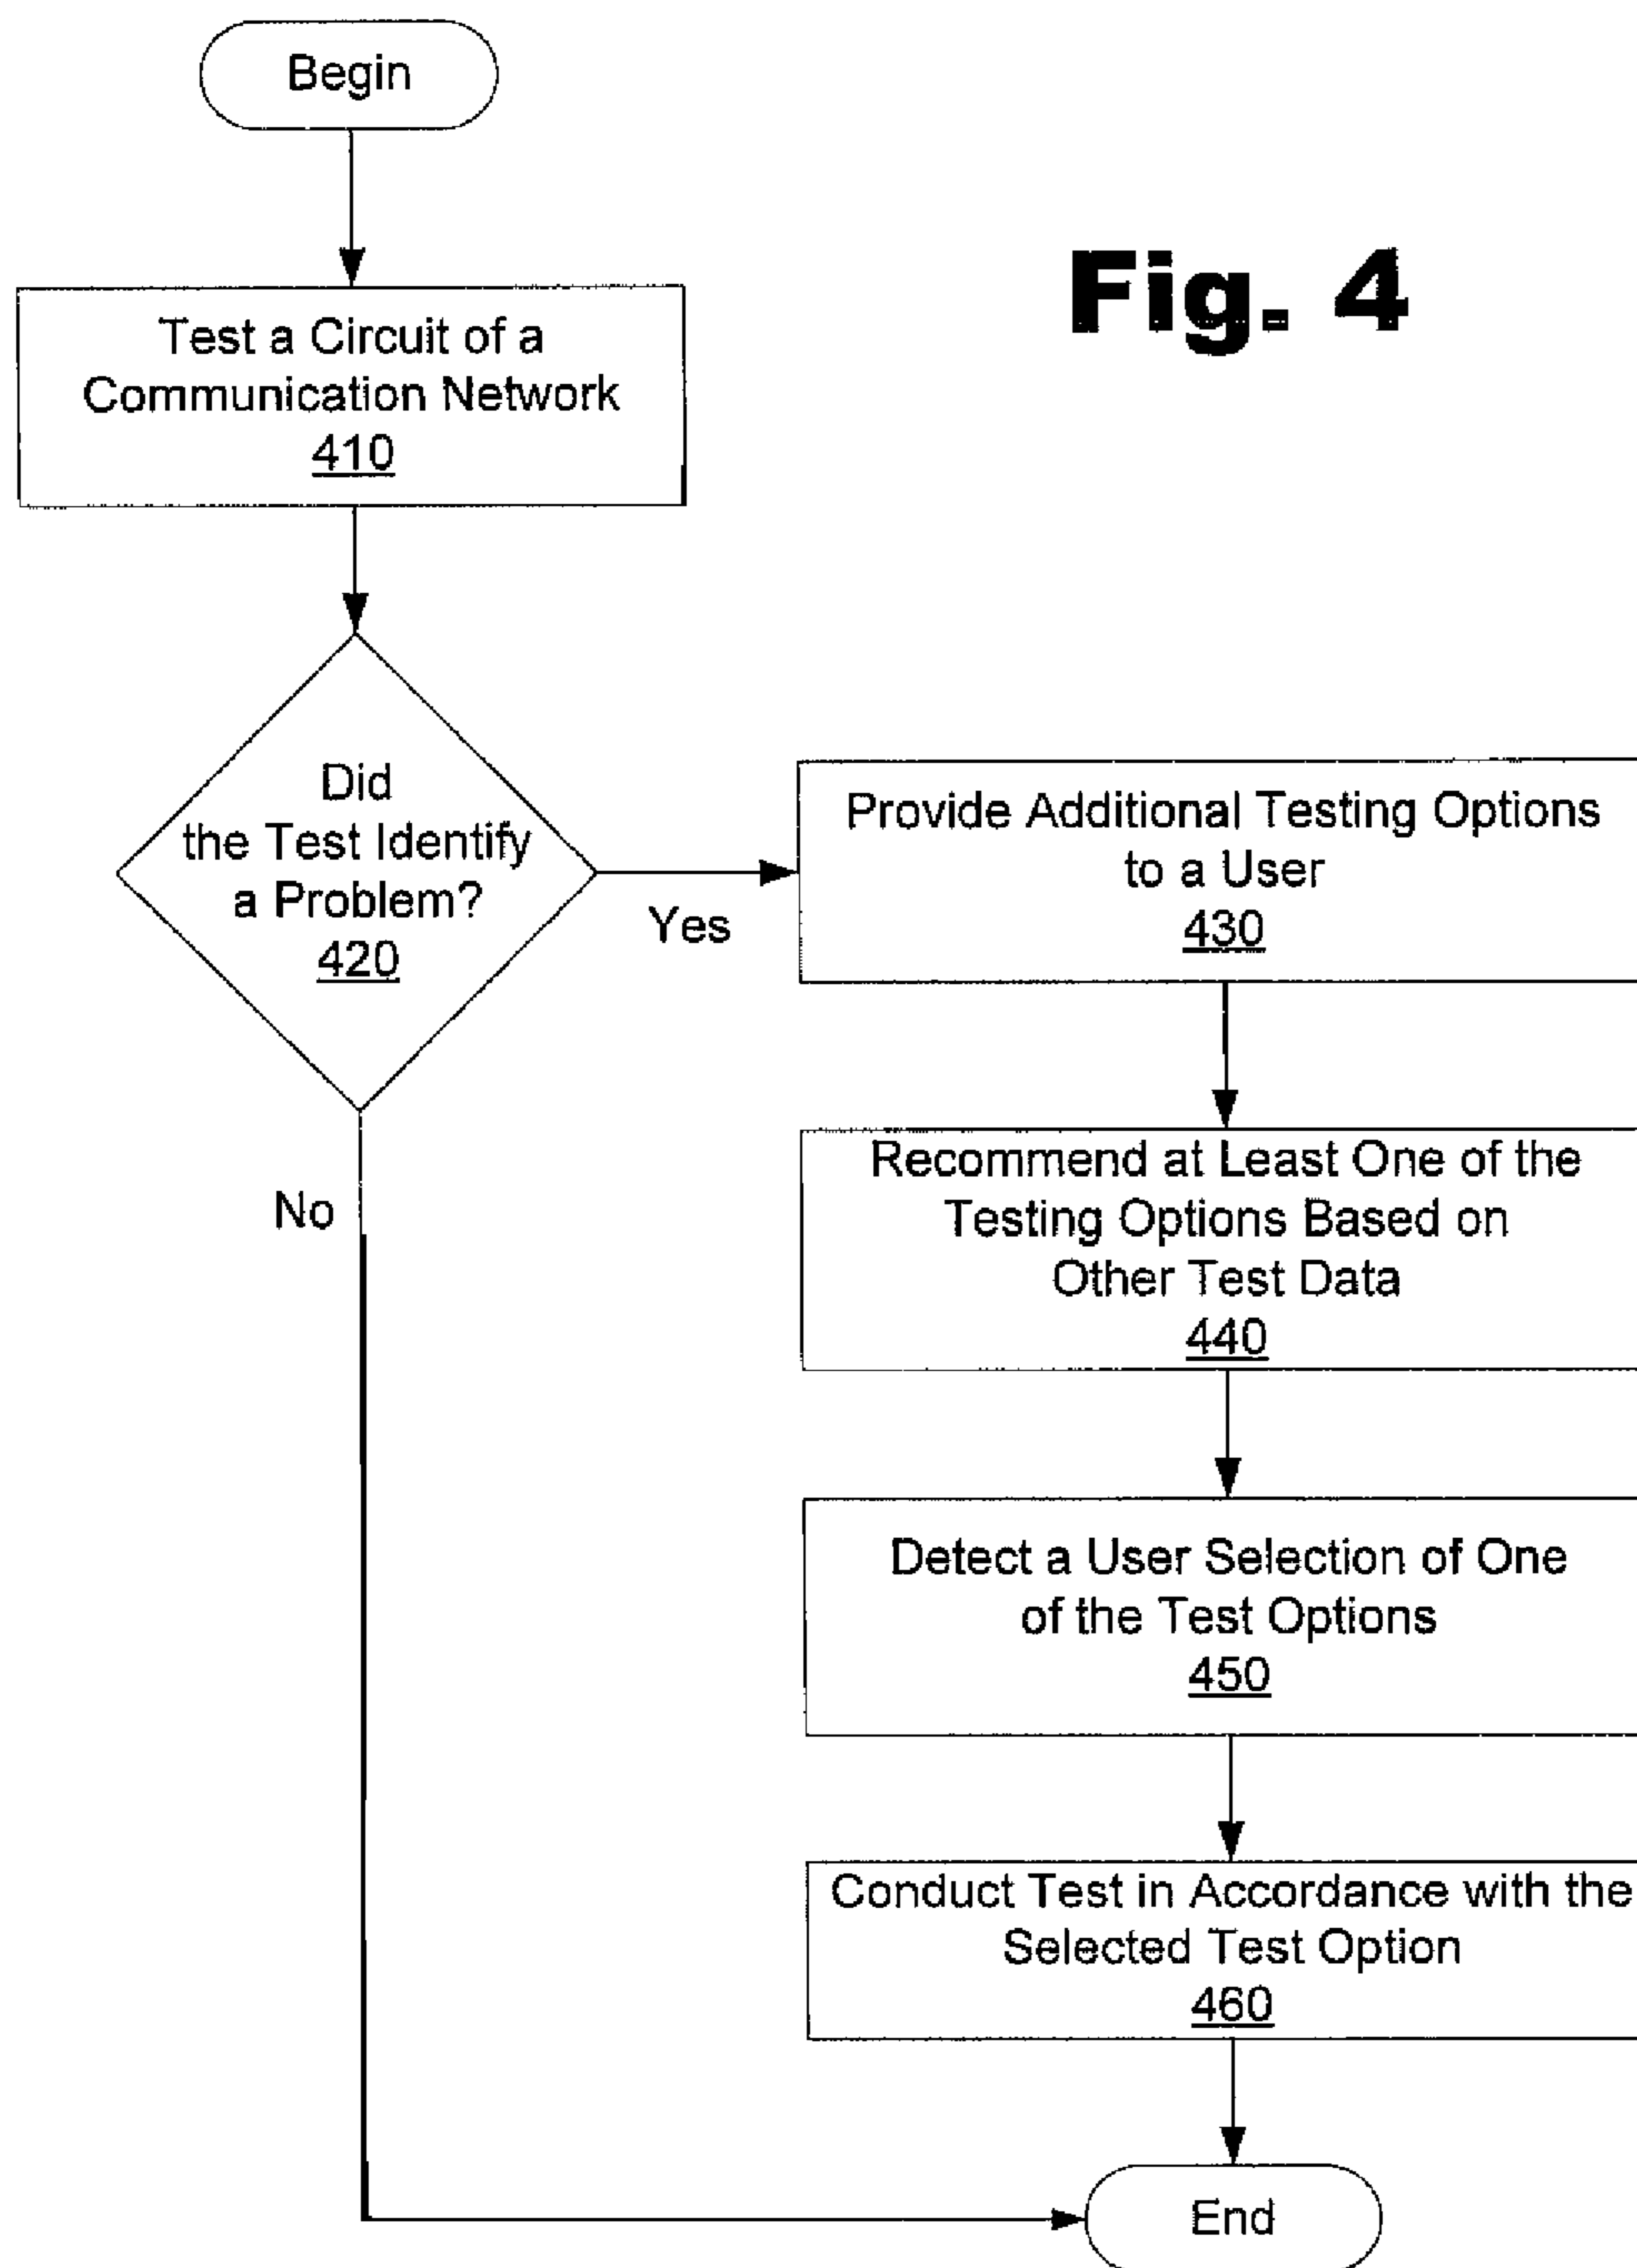 Begin
Fig. 4
Test a Circuit of a
Communication Network
410
Did
the Test Identify
a Problem?
420
Yes
No
Provide Additional Testing Options
to a User
430
Recommend at Least One of the
Testing Options Based on
Other Test Data
440
Detect a User Selection of One
of the Test Options
450
Conduct Test in Accordance with the
Selected Test Option
460
End